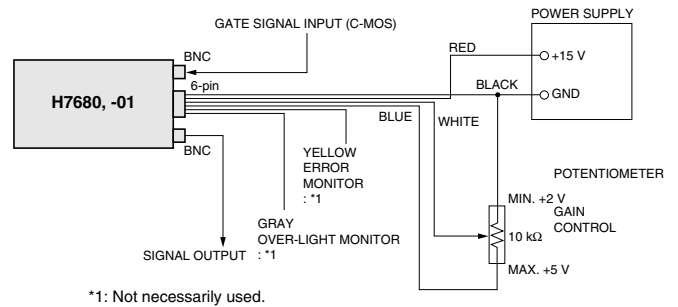 GATE SIGNAL INPUT (C-MOS)
POWER SUPPLY
BNC
RED
+15 V
6-pin
BLACK
GND
H7680, -01
BLUE
WHITE
BNC
YELLOW
ERROR
MONITOR
: *1
POTENTIOMETER
MIN. +2 V
GAIN
CONTROL
GRAY
OVER-LIGHT MONITOR
: *1
10 kΩ
SIGNAL OUTPUT
MAX. +5 V
*1: Not necessarily used.